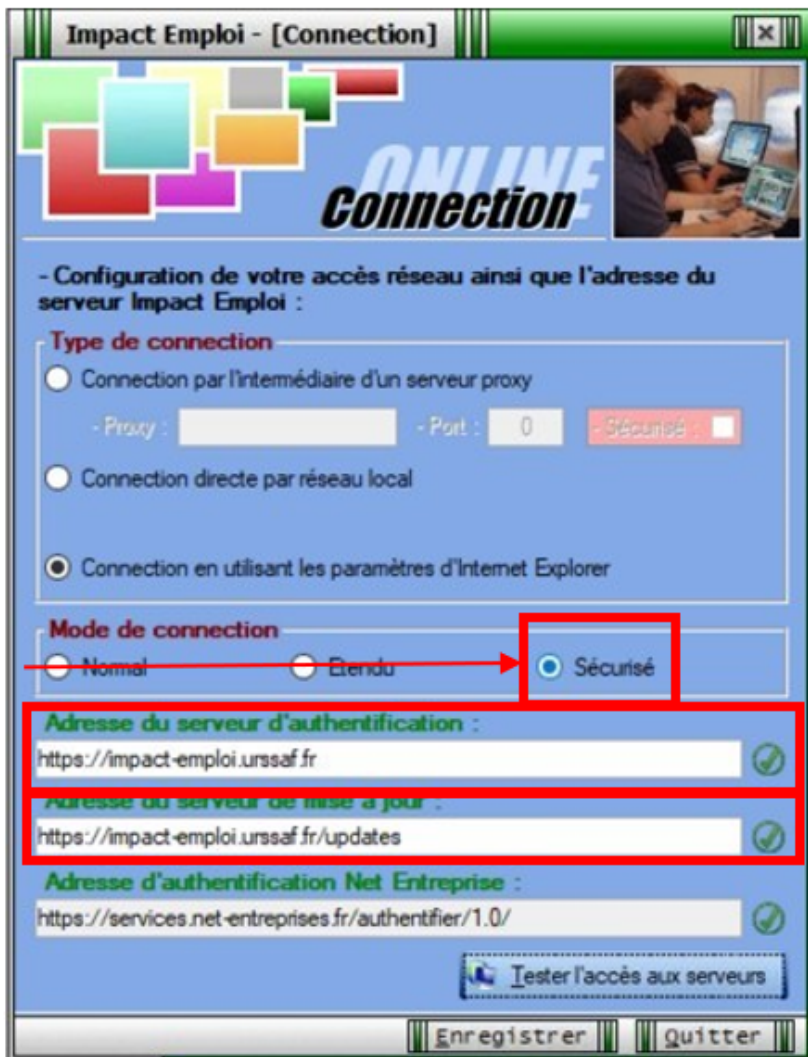 Impact Emploi - [Connection]
ONLINE
Connection
- Configuration de votre accès réseau ainsi que l'adresse du
serveur Impact Emploi :
Type de connection
Connection par l'intermédiaire d'un serveur proxy
- Proxy : - Port : 0 - Sécurisé :
Connection directe par réseau local
Connection en utilisant les paramètres d'Internet Explorer
Mode de connection
Normal Etendu Sécurisé
Adresse du serveur d'authentification :
https://impact-emploi.urssaf.fr
Adresse du serveur de mise à jour :
https://impact-emploi.urssaf.fr/updates
Adresse d'authentification Net Entreprise :
https://services.net-entreprises.fr/authentifier/1.0/
Tester l'accès aux serveurs
Enregistrer Quitter